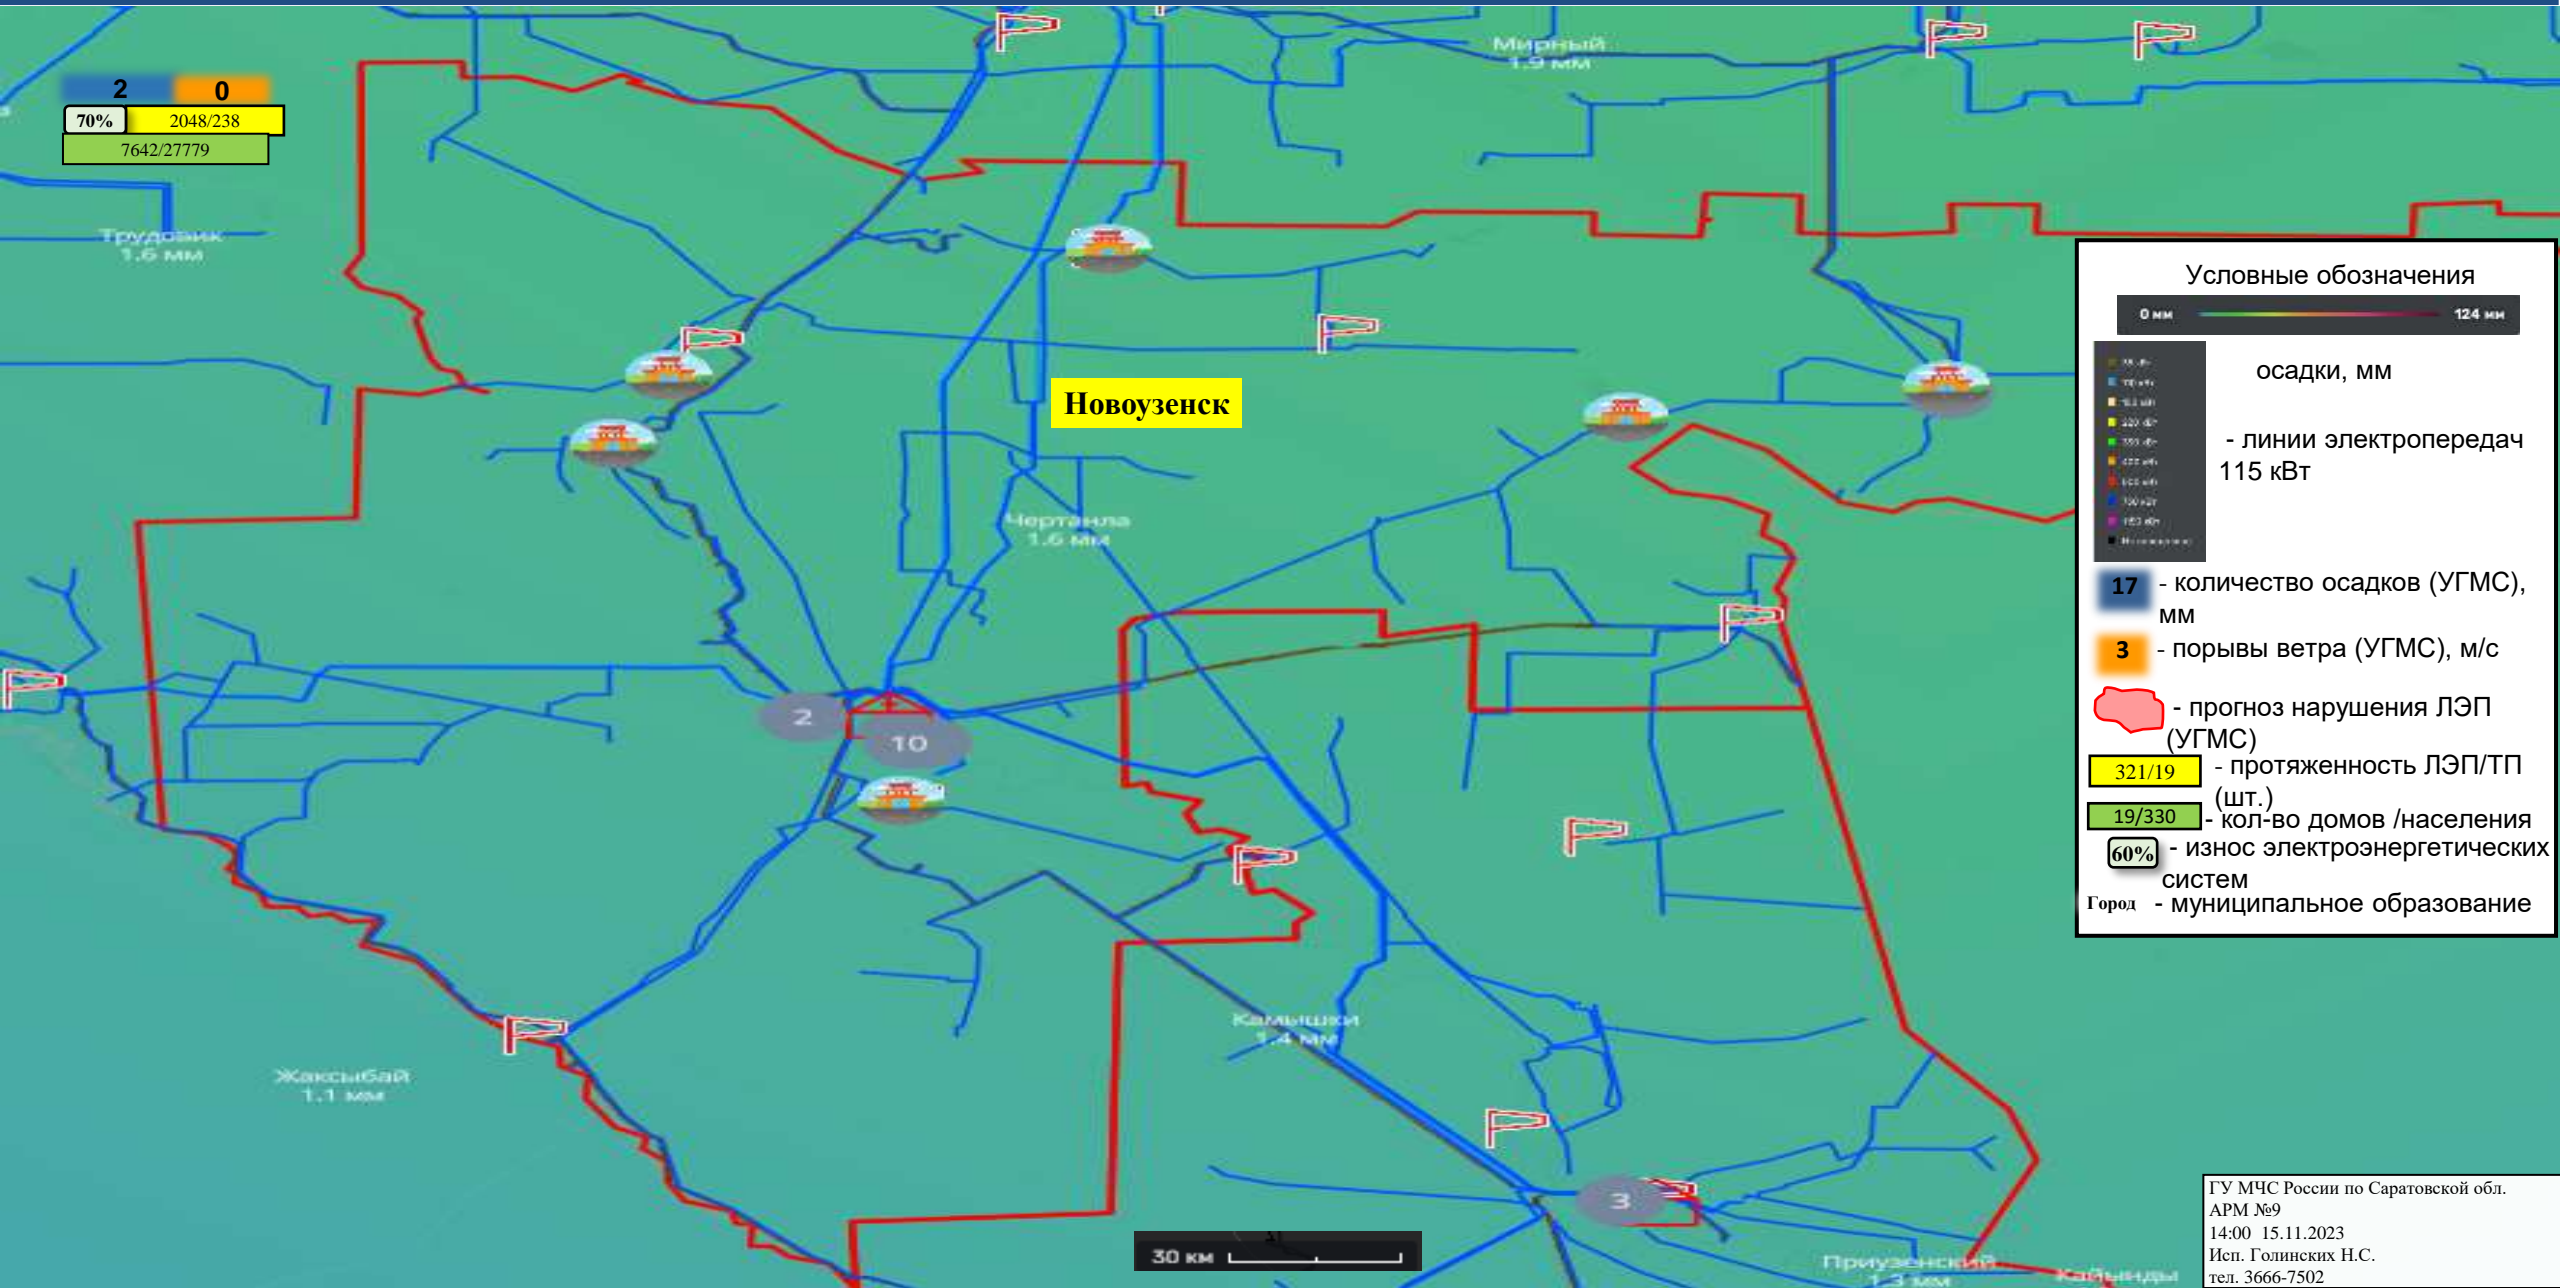 Мирный
1.9 мм
2 0
70% 2048/238
7642/27779
Трудовик
1.6 мм
Новоузенск
Чертанла
1.6 мм
2
10
Камышки
1.4 мм
Жаксыбай
1.1 мм
3
30 км
Приузенский
1.3 мм
Кайынды
Условные обозначения
0 мм 124 мм
осадки, мм
- линии электропередач
115 кВт
17 - количество осадков (УГМС),
мм
3 - порывы ветра (УГМС), м/с
- прогноз нарушения ЛЭП
(УГМС)
321/19 - протяженность ЛЭП/ТП
(шт.)
19/330 - кол-во домов /населения
60% - износ электроэнергетических
систем
Город - муниципальное образование
ГУ МЧС России по Саратовской обл.
АРМ №9
14:00 15.11.2023
Исп. Голинских Н.С.
тел. 3666-7502